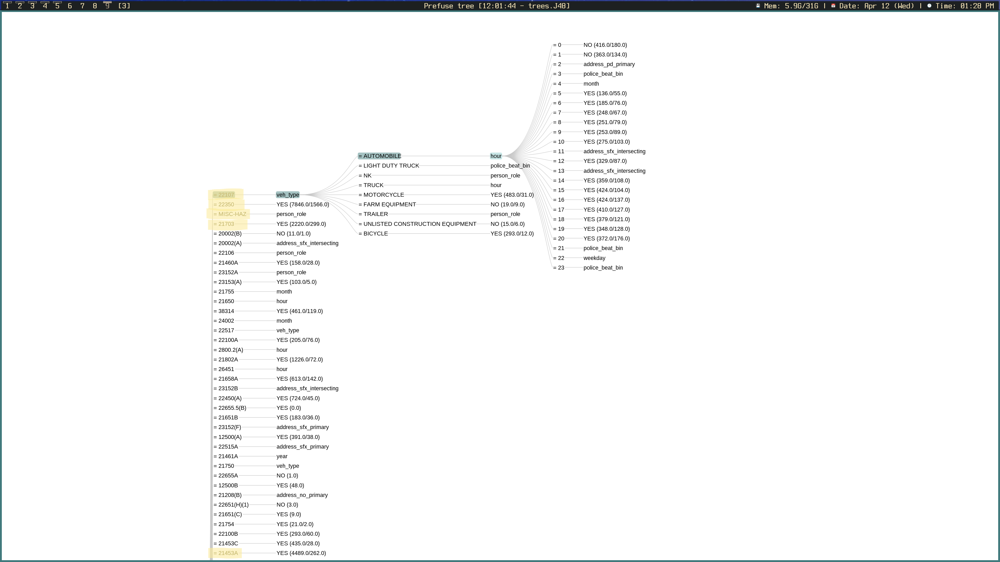 1 2 3 4 5 6 7 8 9 [3] Prefuse tree [12:01:44 - trees.J48] Mem: 5.9G/31G | Date: Apr 12 (Wed) | Time: 01:28 PM
= 0 NO (416.0/180.0)
= 1 NO (363.0/134.0)
= 2 address_pd_primary
= 3 police_beat_bin
= 4 month
= 5 YES (136.0/55.0)
= 6 YES (185.0/76.0)
= 7 YES (248.0/67.0)
= 8 YES (251.0/79.0)
= 9 YES (253.0/89.0)
= 10 YES (275.0/103.0)
= 11 address_sfx_intersecting
= AUTOMOBILE hour
= 12 YES (329.0/87.0)
= LIGHT DUTY TRUCK police_beat_bin
= 13 address_sfx_intersecting
= NK person_role
= 14 YES (359.0/108.0)
= TRUCK hour
= 15 YES (424.0/104.0)
= 22107 veh_type = MOTORCYCLE YES (483.0/31.0)
= 16 YES (424.0/137.0)
= 22350 YES (7846.0/1566.0) = FARM EQUIPMENT NO (19.0/9.0)
= 17 YES (410.0/127.0)
= MISC-HAZ person_role = TRAILER person_role
= 18 YES (379.0/121.0)
= 21703 YES (2220.0/299.0) = UNLISTED CONSTRUCTION EQUIPMENT NO (15.0/6.0)
= 19 YES (348.0/128.0)
= 20002(B) NO (11.0/1.0) = BICYCLE YES (293.0/12.0)
= 20 YES (372.0/176.0)
= 20002(A) address_sfx_intersecting
= 21 police_beat_bin
= 22106 person_role
= 22 weekday
= 21460A YES (158.0/28.0)
= 23 police_beat_bin
= 23152A person_role
= 23153(A) YES (103.0/5.0)
= 21755 month
= 21650 hour
= 38314 YES (461.0/119.0)
= 24002 month
= 22517 veh_type
= 22100A YES (205.0/76.0)
= 2800.2(A) hour
= 21802A YES (1226.0/72.0)
= 26451 hour
= 21658A YES (613.0/142.0)
= 23152B address_sfx_intersecting
= 22450(A) YES (724.0/45.0)
= 22655.5(B) YES (0.0)
= 21651B YES (183.0/36.0)
= 23152(F) address_sfx_primary
= 12500(A) YES (391.0/38.0)
= 22515A address_sfx_primary
= 21461A year
= 21750 veh_type
= 22655A NO (1.0)
= 12500B YES (48.0)
= 21208(B) address_no_primary
= 22651(H)(1) NO (3.0)
= 21651(C) YES (9.0)
= 21754 YES (21.0/2.0)
= 22100B YES (293.0/60.0)
= 21453C YES (435.0/28.0)
= 21453A YES (4489.0/262.0)